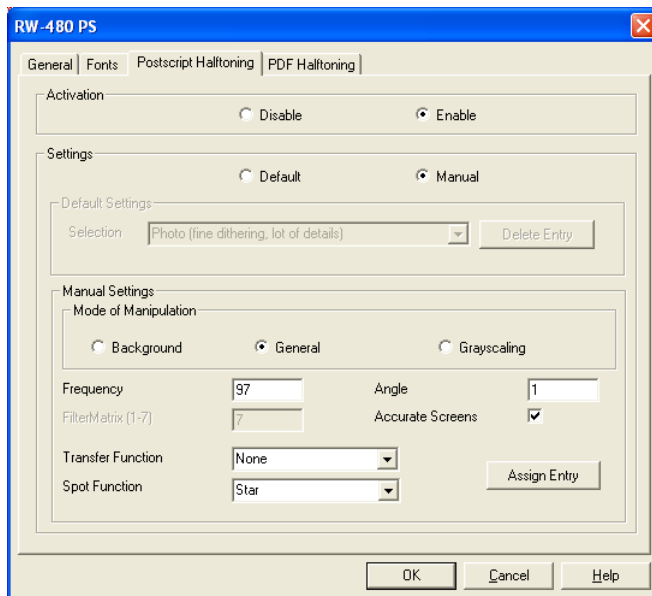 RW-480 PS
General Fonts Postscript Halftoning PDF Halftoning
Activation
Disable Enable
Settings
Default Manual
Default Settings
Selection Photo (fine dithering, lot of details) Delete Entry
Manual Settings
Mode of Manipulation
Background General Grayscaling
Frequency 97 Angle 1
FilterMatrix (1-7) 7 Accurate Screens
Transfer Function None
Assign Entry
Spot Function Star
OK Cancel Help